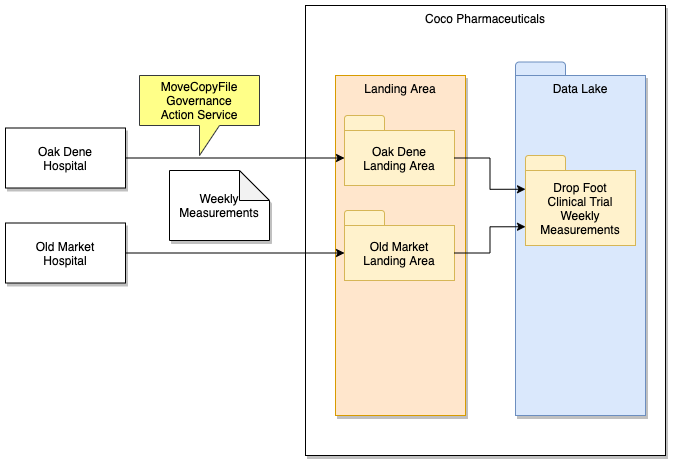 Coco Pharmaceuticals
MoveCopyFile
Governance
Action Service
Landing Area
Data Lake
Oak Dene
Hospital
Oak Dene
Landing Area
Weekly
Measurements
Drop Foot
Clinical Trial
Weekly
Measurements
Old Market
Hospital
Old Market
Landing Area